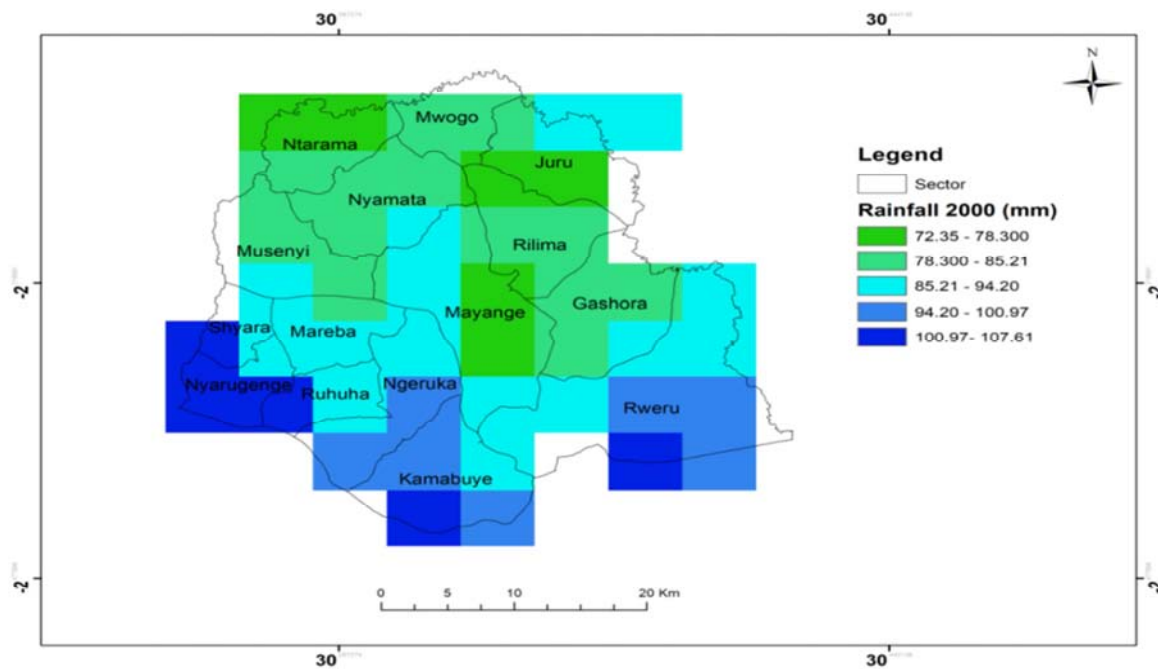 30
30
N
Mwogo
Ntarama
Juru
Legend
Sector
Nyamata
Rainfall 2000 (mm)
72.35 - 78.300
Musenyi
Rilima
78.300 - 85.21
-2
-2
85.21 - 94.20
Gashora
Mayange
94.20 - 100.97
Shyara
Mareba
100.97- 107.61
Nyarugenge
Ngeruka
Ruhuha
Rweru
Kamabuye
-2
-2
0 5 10 20 Km
30
30